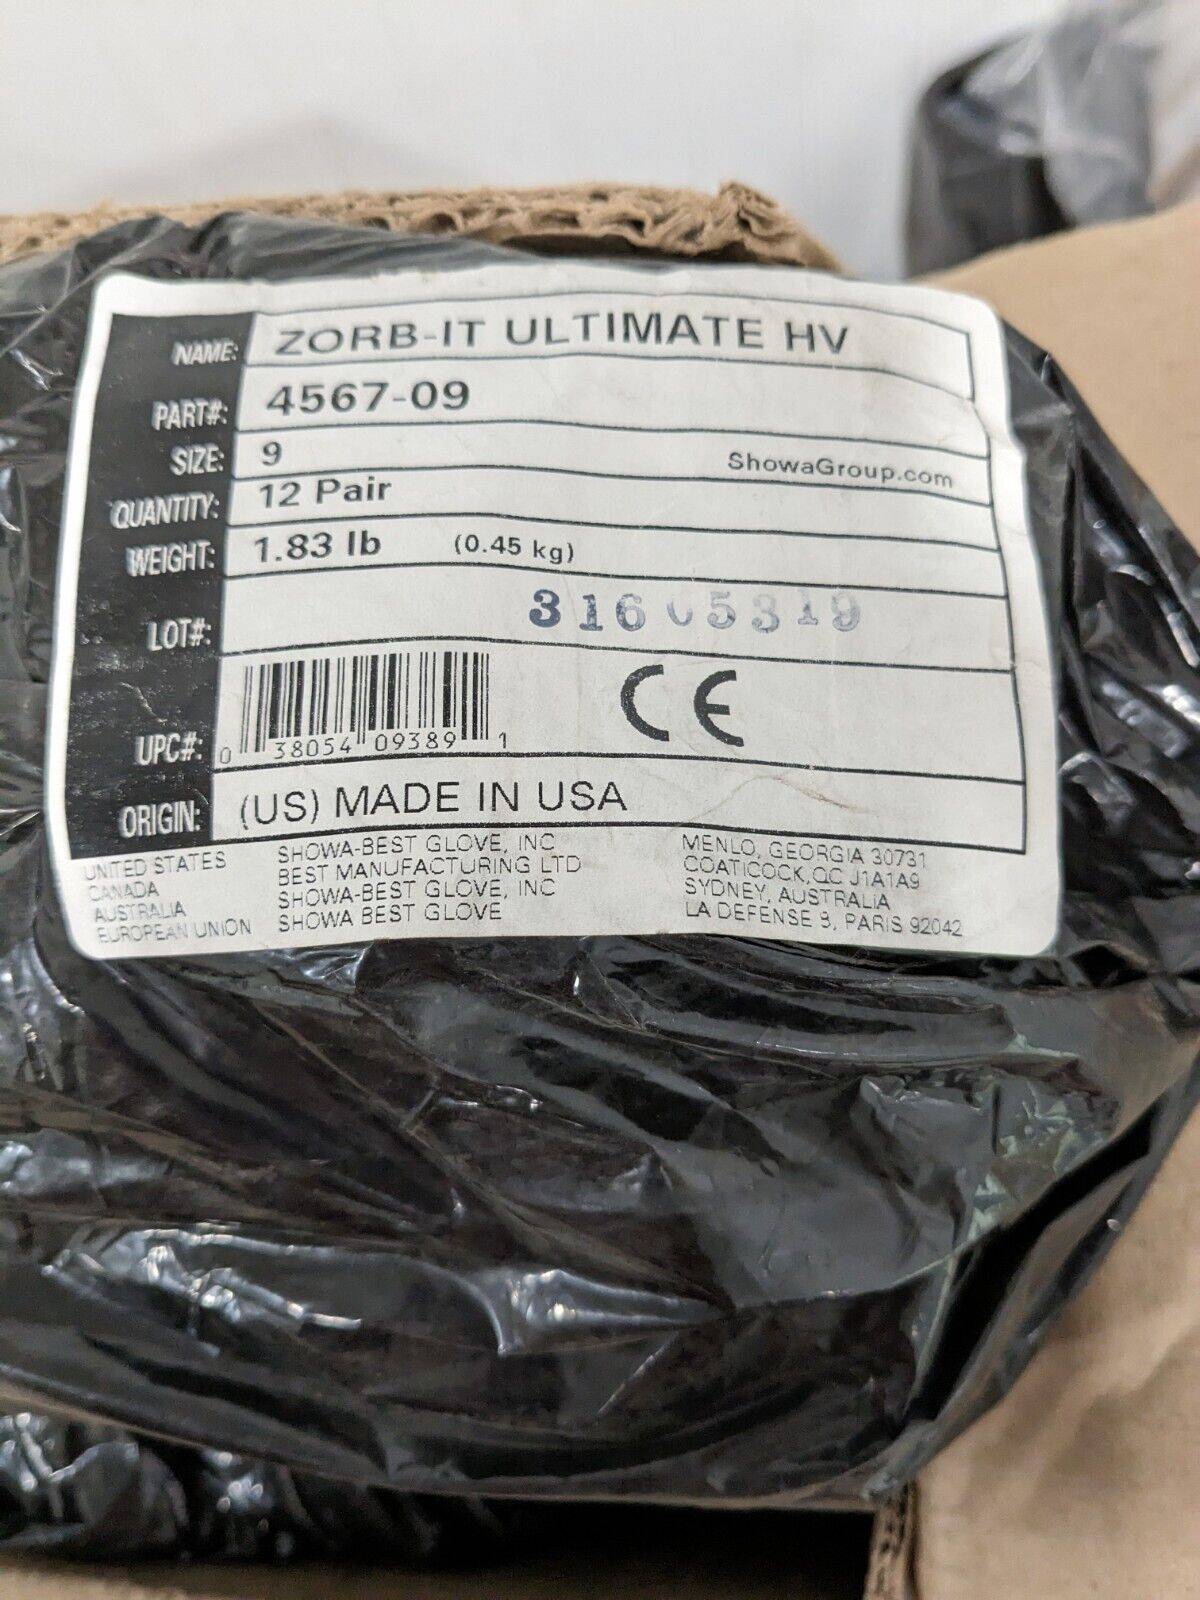 NAME: ZORB-IT ULTIMATE HV
PART#: 4567-09
SIZE: 9 ShowaGroup.com
QUANTITY: 12 Pair
WEIGHT: 1.83 lb (0.45 kg)
LOT#: 31605319
UPC#: 0 38054 09389 1 CE
ORIGIN: (US) MADE IN USA
UNITED STATES SHOWA-BEST GLOVE, INC MENLO, GEORGIA 30731
CANADA BEST MANUFACTURING LTD COATICOCK, QC J1A1A9
AUSTRALIA SHOWA-BEST GLOVE, INC SYDNEY, AUSTRALIA
EUROPEAN UNION SHOWA BEST GLOVE LA DEFENSE 9, PARIS 92042